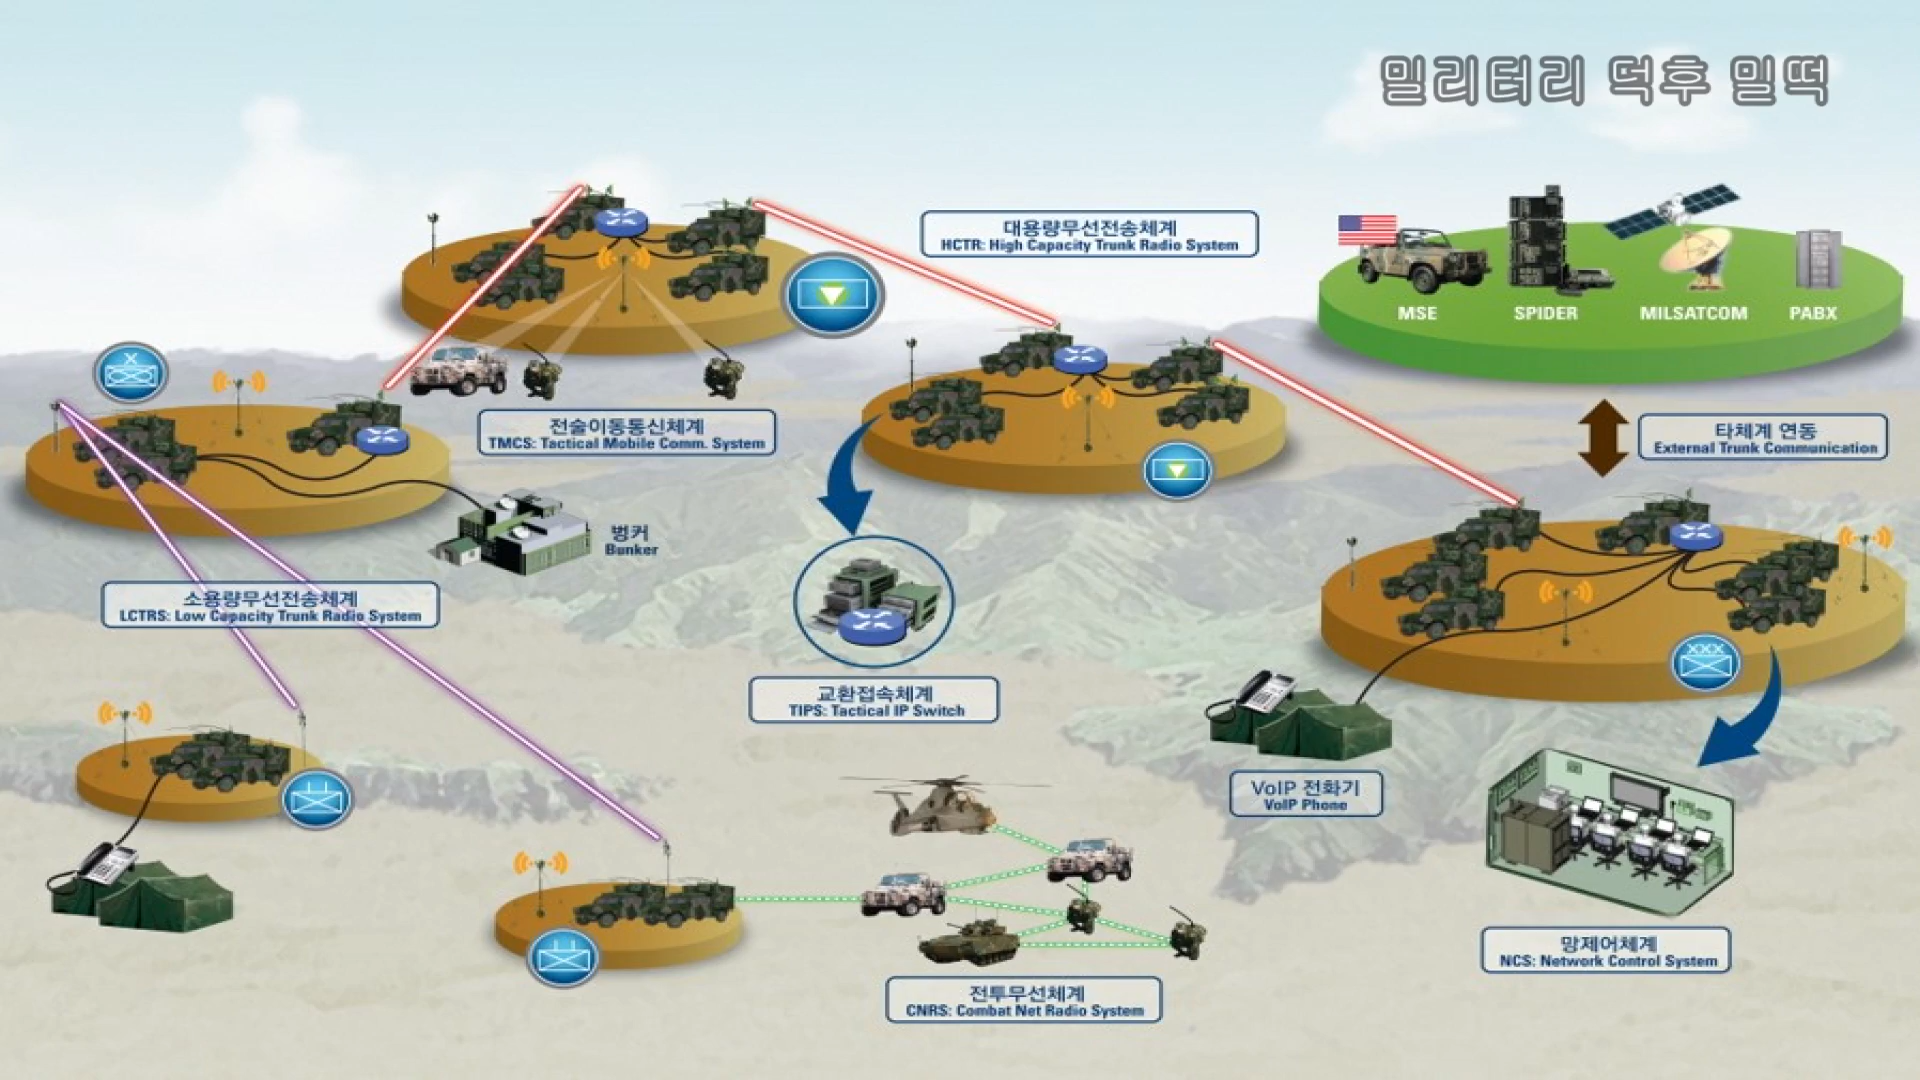 밀리터리 덕후 밀떡
대용량무선전송체계
HCTR: High Capacity Trunk Radio System
MSE
SPIDER
MILSATCOM
PABX
X
전술이동통신체계
TMCS: Tactical Mobile Comm. System
타체계 연동
External Trunk Communication
벙커
Bunker
소용량무선전송체계
LCTRS: Low Capacity Trunk Radio System
XXX
교환접속체계
TIPS: Tactical IP Switch
VoIP 전화기
VoIP Phone
망제어체계
NCS: Network Control System
전투무선체계
CNRS: Combat Net Radio System